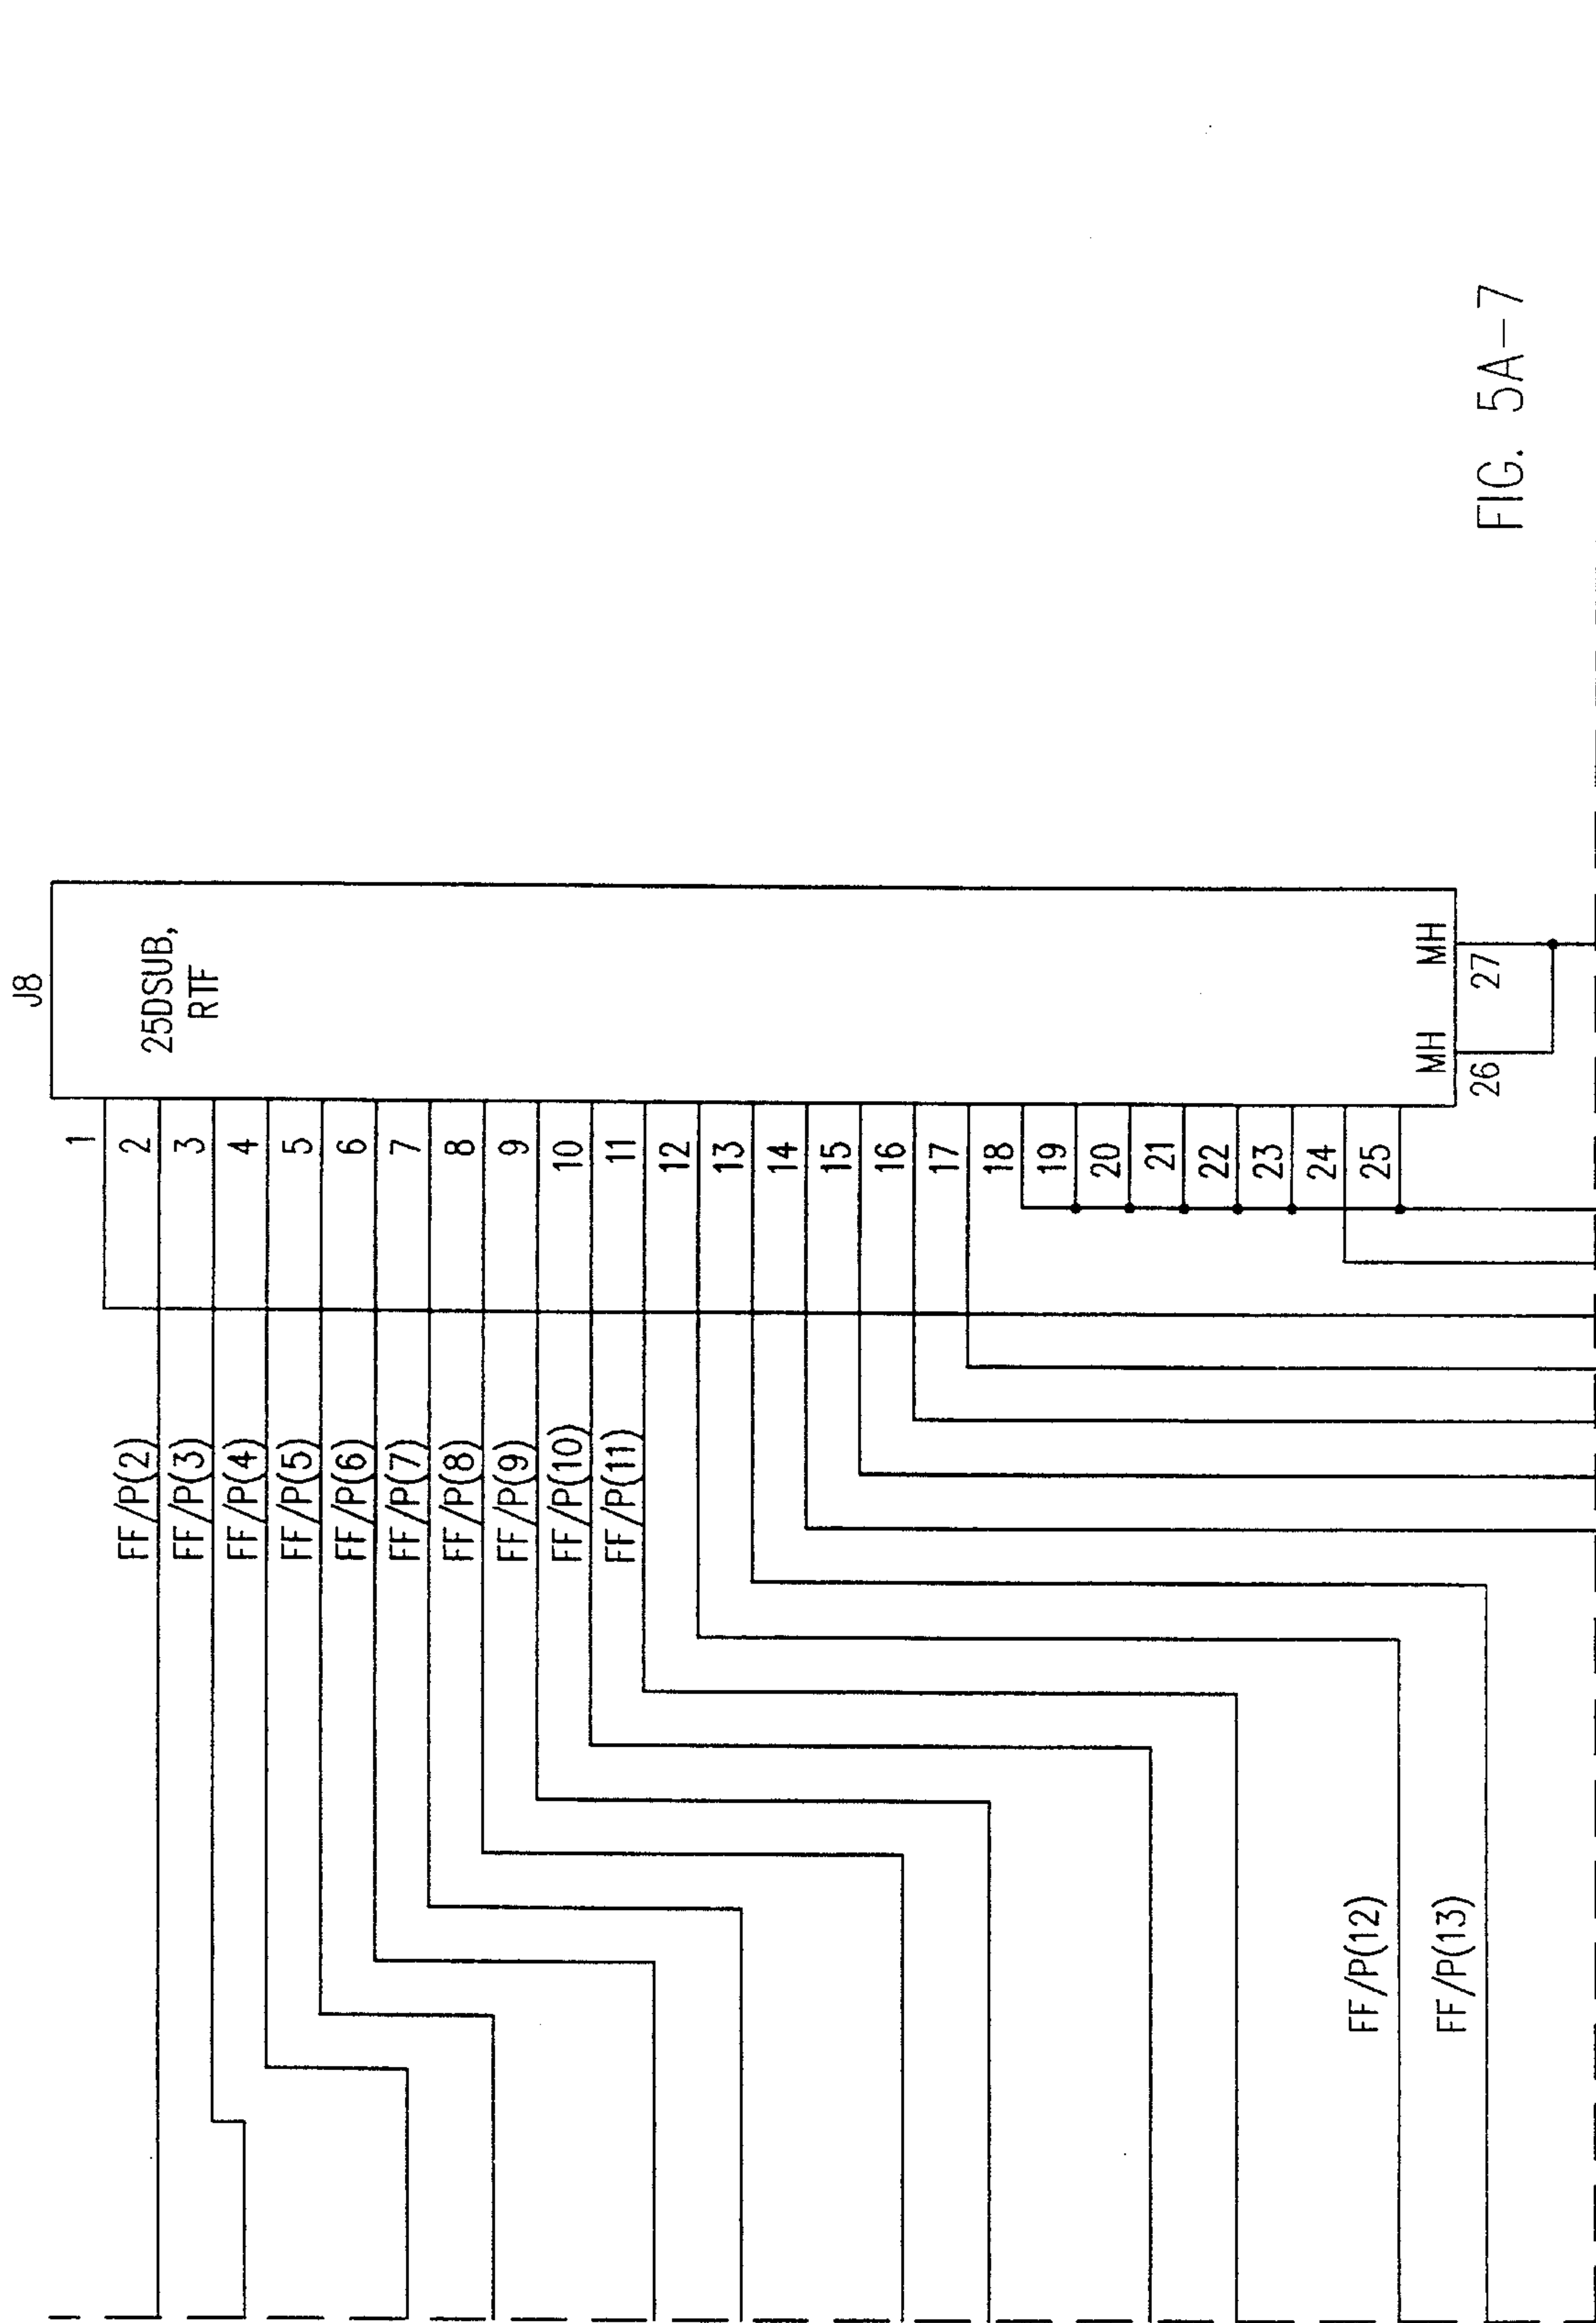 J8
25DSUB,
RTF
1
2
3
4
5
6
7
8
9
10
11
12
13
14
15
16
17
18
19
20
21
22
23
24
25
MH
26
MH
27
FF/P(2)
FF/P(3)
FF/P(4)
FF/P(5)
FF/P(6)
FF/P(7)
FF/P(8)
FF/P(9)
FF/P(10)
FF/P(11)
FF/P(12)
FF/P(13)
FIG. 5A-7